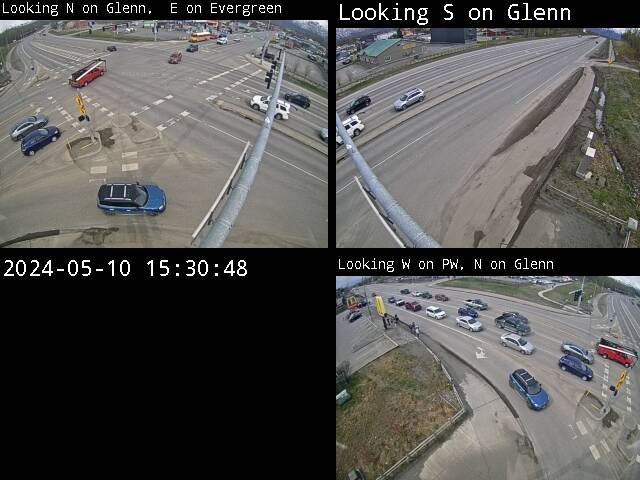 Looking N on Glenn,  E on Evergreen
Looking S on Glenn
2024-05-10 15:30:48
Looking W on PW, N on Glenn